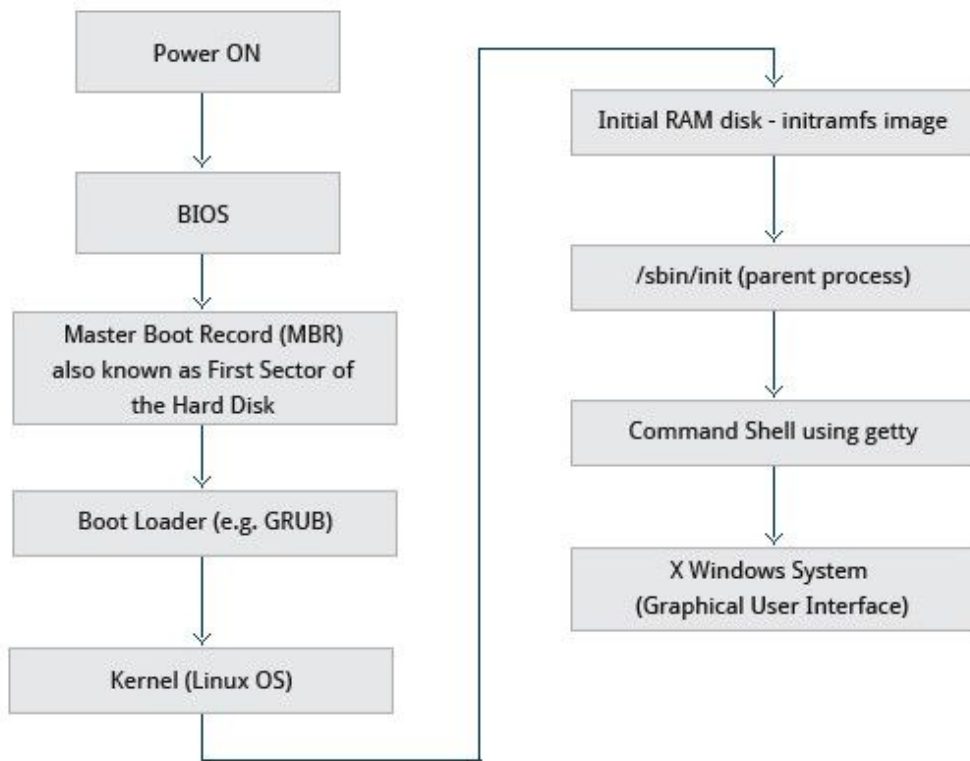 Power ON
BIOS
Master Boot Record (MBR)
also known as First Sector of
the Hard Disk
Boot Loader (e.g. GRUB)
Kernel (Linux OS)
Initial RAM disk - initramfs image
/sbin/init (parent process)
Command Shell using getty
X Windows System
(Graphical User Interface)